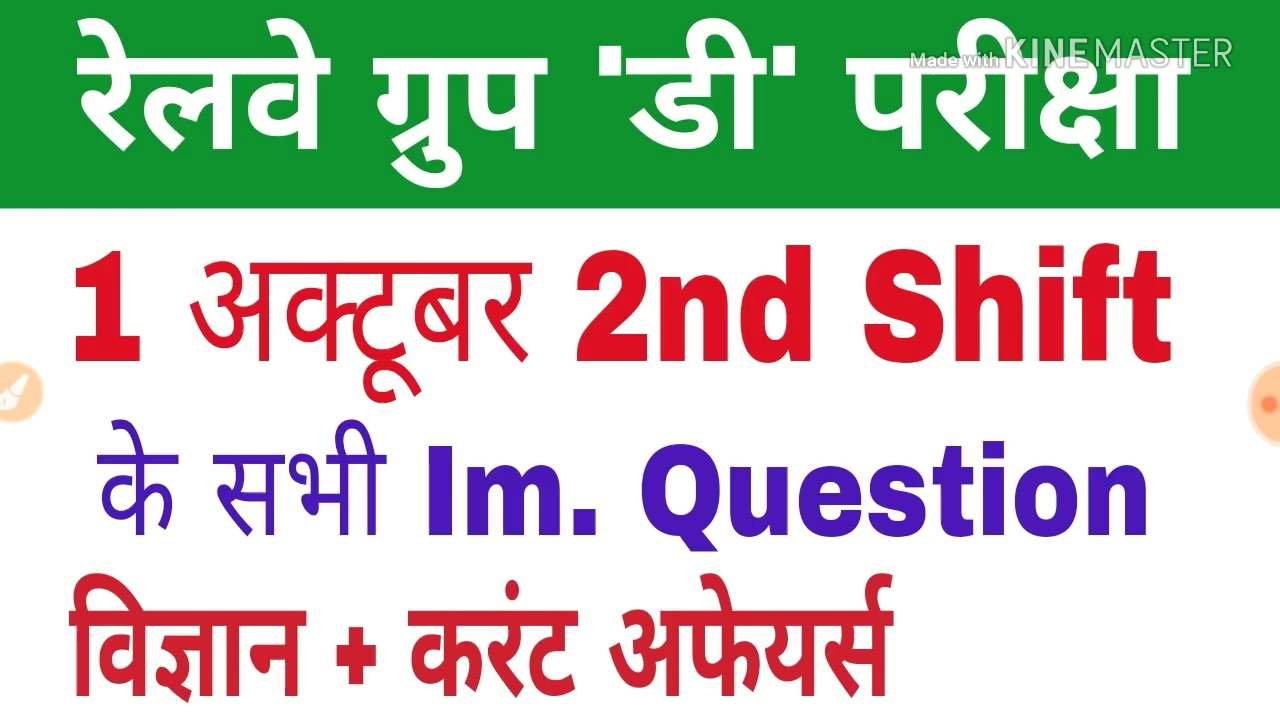 Made with KINEMASTER
रेलवे ग्रुप 'डी' परीक्षा
1 अक्टूबर 2nd Shift
के सभी Im. Question
विज्ञान + करंट अफेयर्स